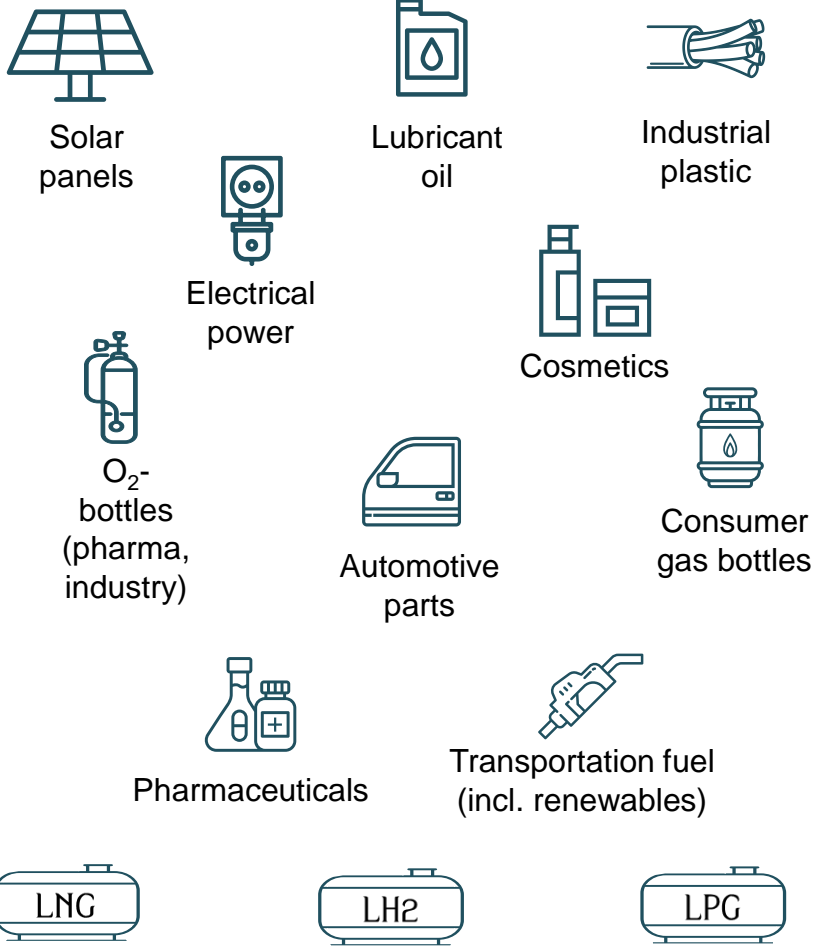 Solar
panels
Lubricant
oil
Industrial
plastic
Electrical
power
Cosmetics
O₂-
bottles
(pharma,
industry)
Automotive
parts
Consumer
gas bottles
Pharmaceuticals
Transportation fuel
(incl. renewables)
LNG
LH2
LPG